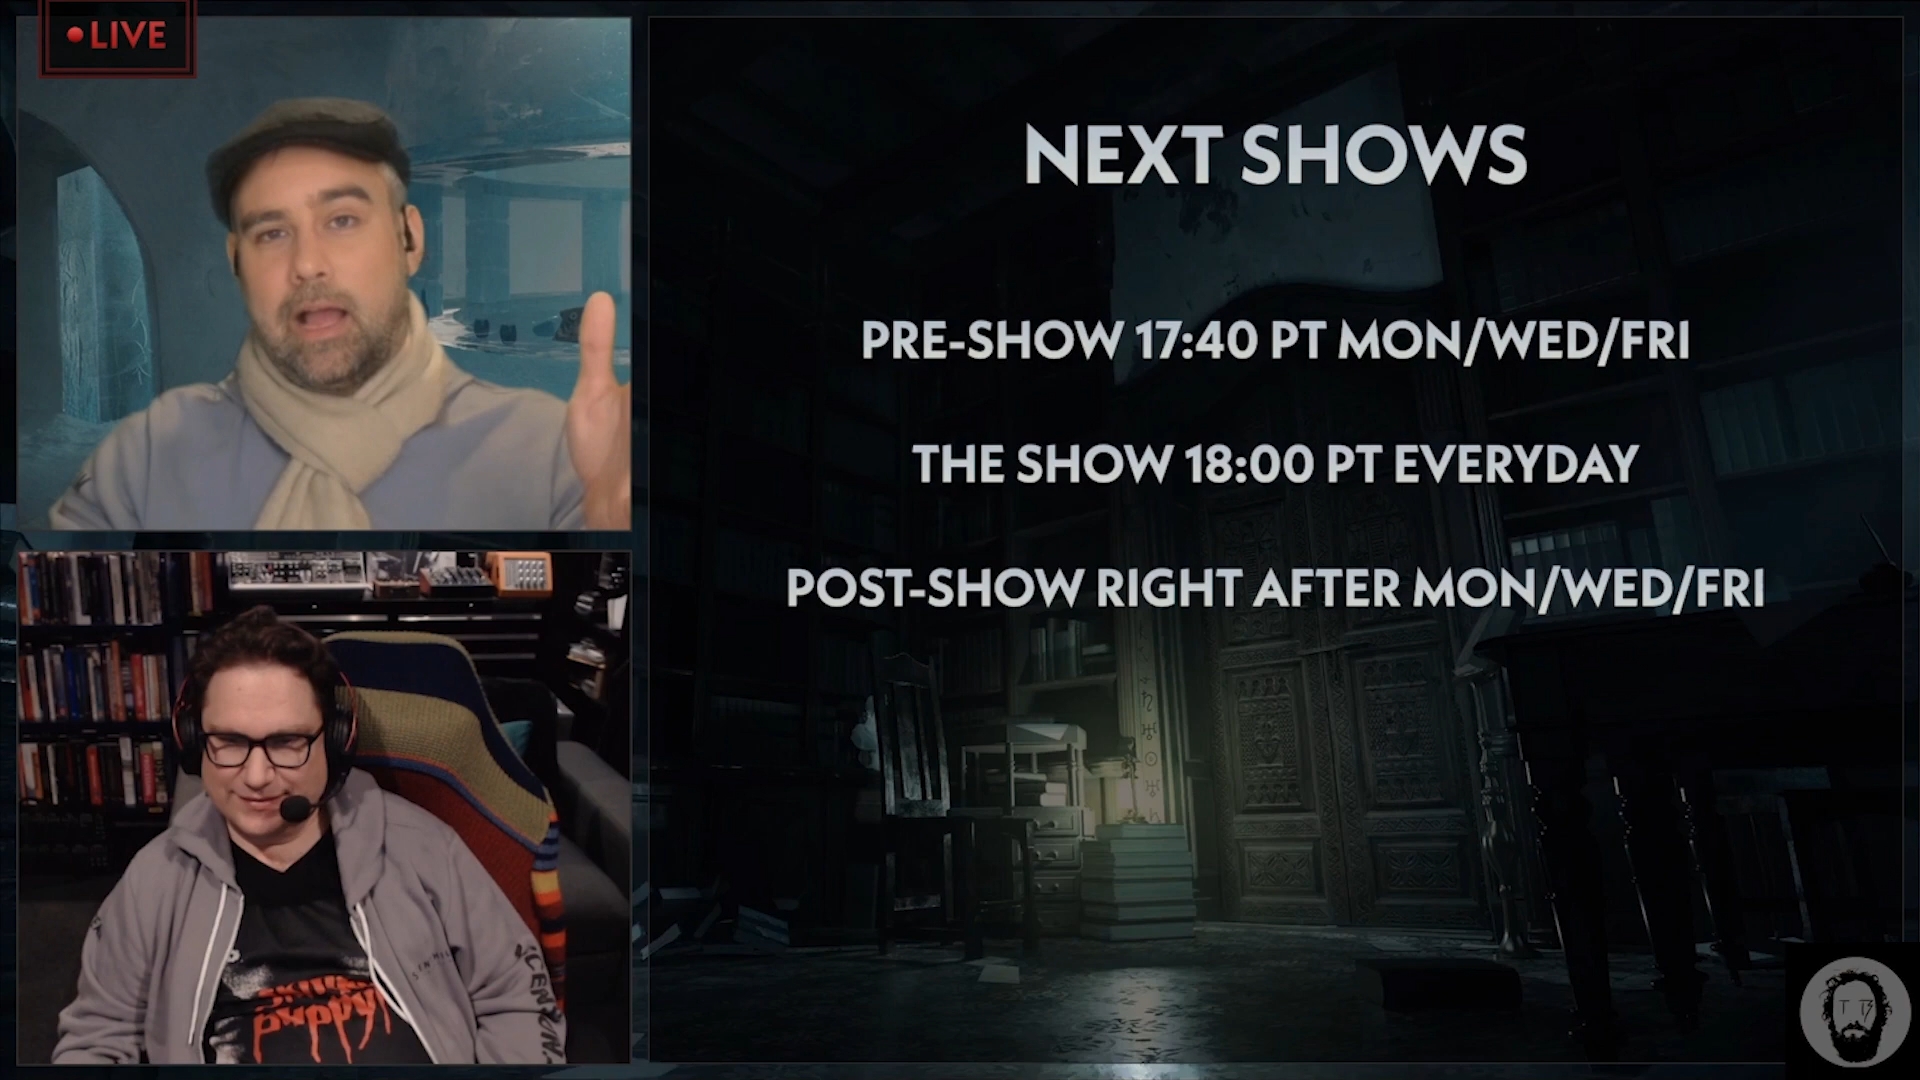 LIVE
NEXT SHOWS
PRE-SHOW 17:40 PT MON/WED/FRI
THE SHOW 18:00 PT EVERYDAY
POST-SHOW RIGHT AFTER MON/WED/FRI
puppy